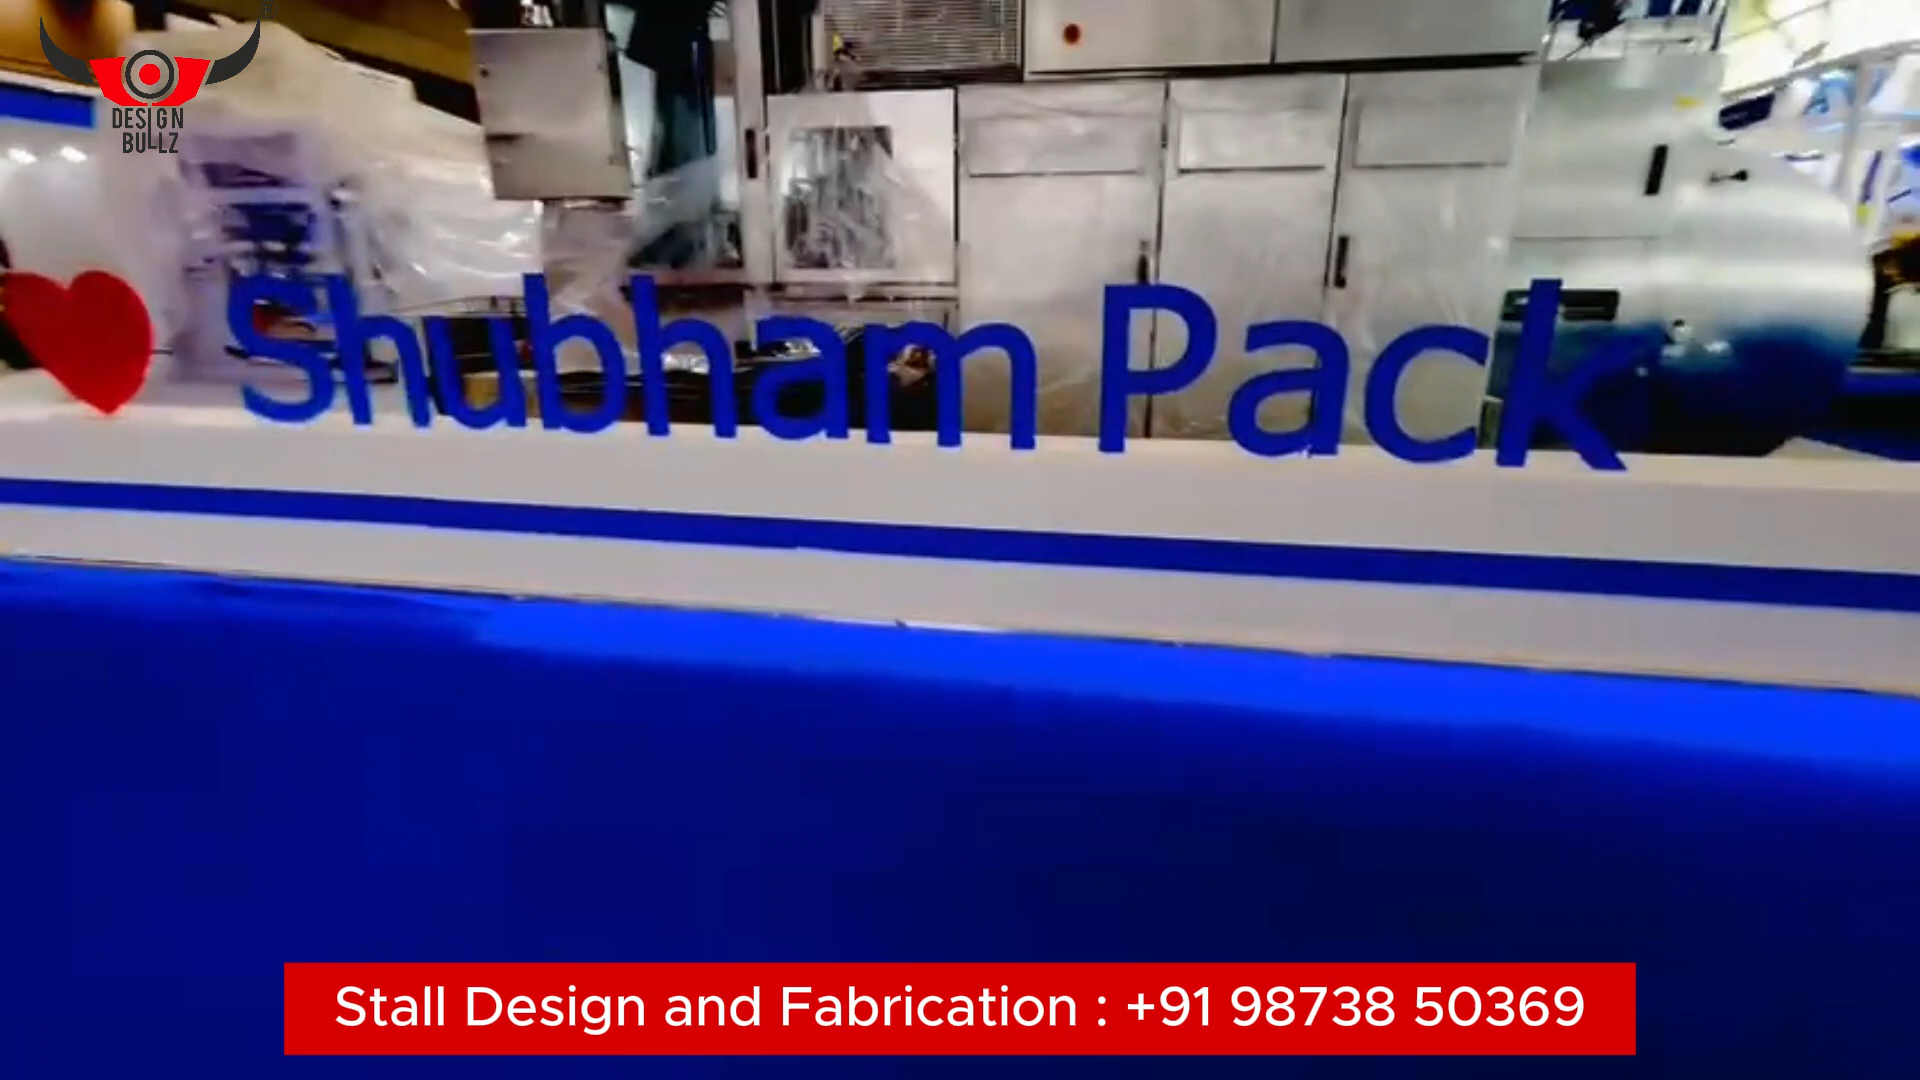 DESIGN
BULLZ
Shubham Pack
Stall Design and Fabrication : +91 98738 50369